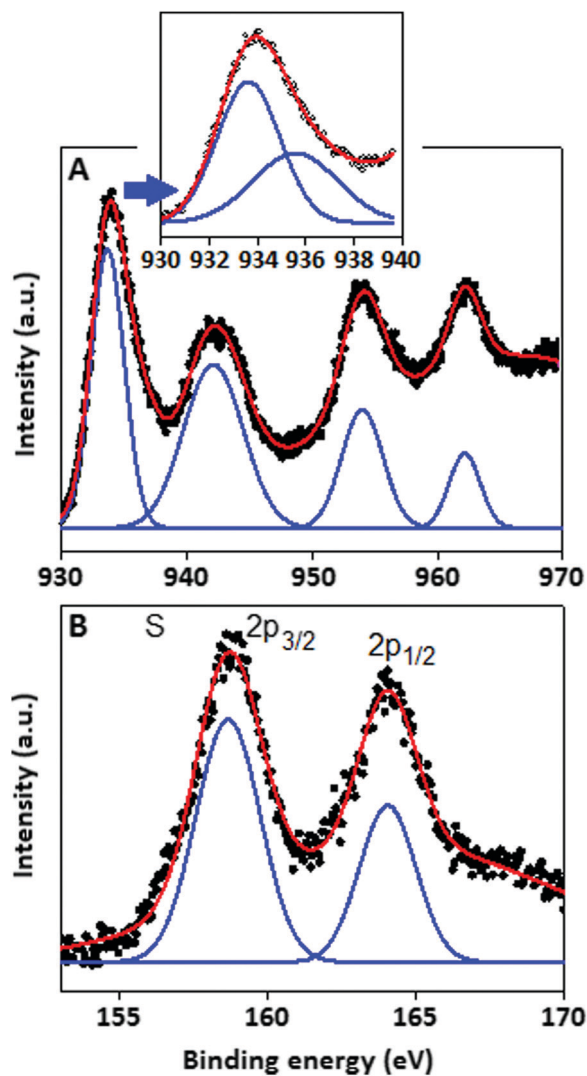 930 932 934 936 938 940
A
Intensity (a.u.)
930 940 950 960 970
B S 2p3/2 2p1/2
Intensity (a.u.)
155 160 165 170
Binding energy (eV)